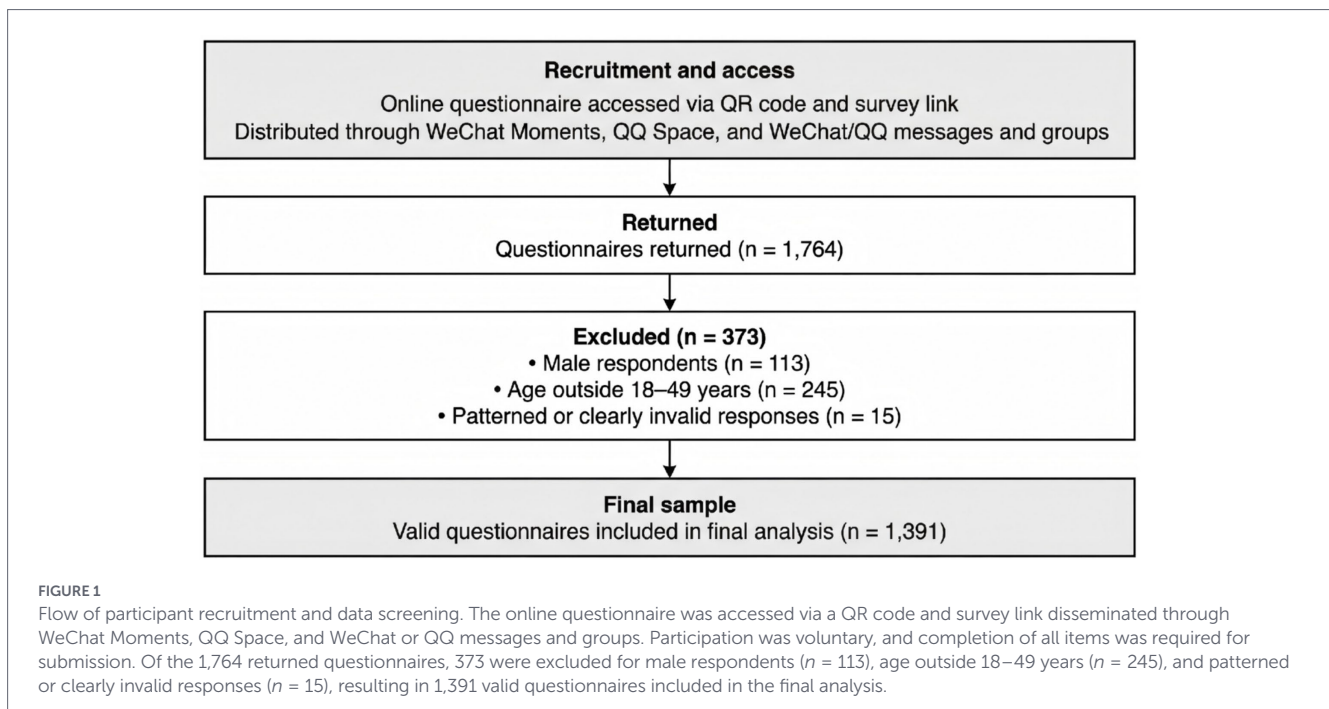 Recruitment and access
Online questionnaire accessed via QR code and survey link
Distributed through WeChat Moments, QQ Space, and WeChat/QQ messages and groups
Returned
Questionnaires returned (n = 1,764)
Excluded (n = 373)
• Male respondents (n = 113)
• Age outside 18–49 years (n = 245)
• Patterned or clearly invalid responses (n = 15)
Final sample
Valid questionnaires included in final analysis (n = 1,391)
FIGURE 1
Flow of participant recruitment and data screening. The online questionnaire was accessed via a QR code and survey link disseminated through
WeChat Moments, QQ Space, and WeChat or QQ messages and groups. Participation was voluntary, and completion of all items was required for
submission. Of the 1,764 returned questionnaires, 373 were excluded for male respondents (n = 113), age outside 18–49 years (n = 245), and patterned
or clearly invalid responses (n = 15), resulting in 1,391 valid questionnaires included in the final analysis.